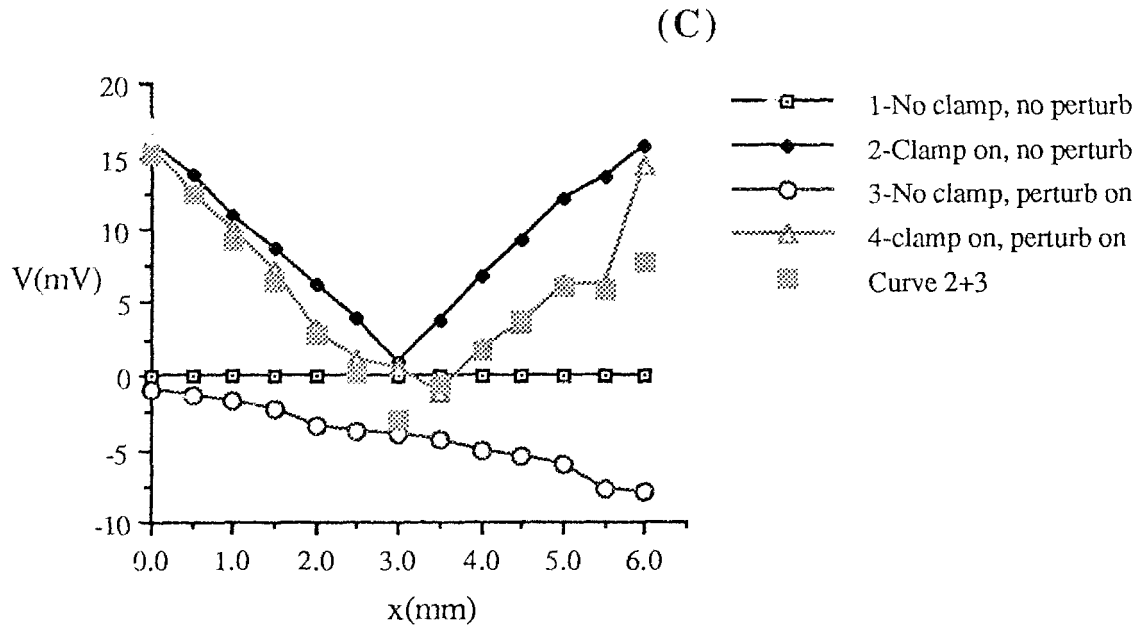 (C)
20
15
10
5
0
-5
-10
V(mV)
0.0
1.0
2.0
3.0
4.0
5.0
6.0
x(mm)
1-No clamp, no perturb
2-Clamp on, no perturb
3-No clamp, perturb on
4-clamp on, perturb on
Curve 2+3